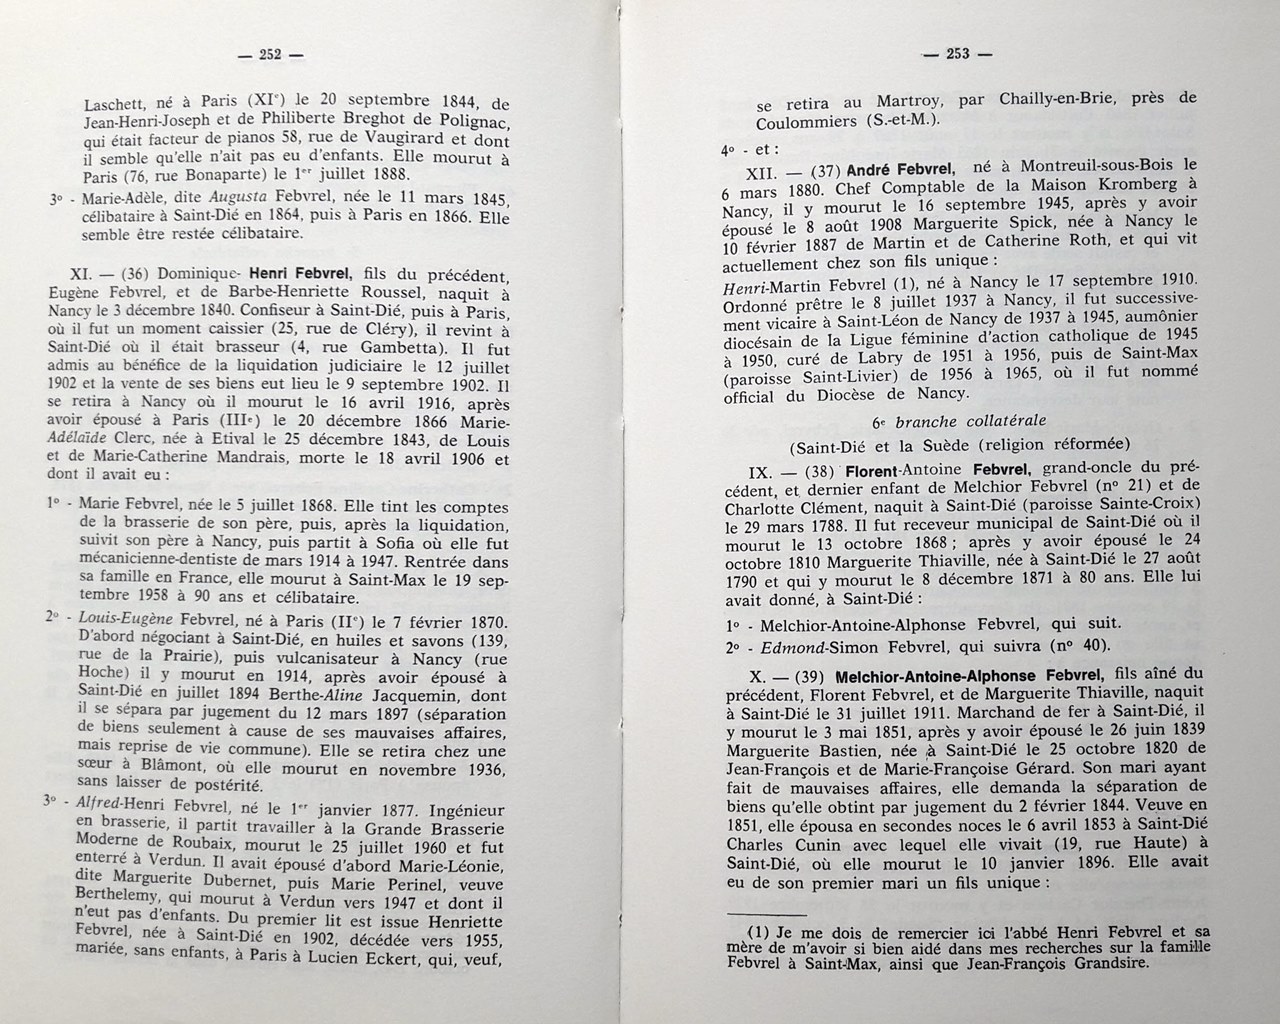 — 252 —
Laschett, né à Paris (XIᵉ) le 20 septembre 1844, de
Jean-Henri-Joseph et de Philiberte Breghot de Polignac,
qui était facteur de pianos 58, rue de Vaugirard et dont
il semble qu'elle n'ait pas eu d'enfants. Elle mourut à
Paris (76, rue Bonaparte) le 1ᵉʳ juillet 1888.
3º - Marie-Adèle, dite Augusta Febvrel, née le 11 mars 1845,
célibataire à Saint-Dié en 1864, puis à Paris en 1866. Elle
semble être restée célibataire.
XI. — (36) Dominique- Henri Febvrel, fils du précédent,
Eugène Febvrel, et de Barbe-Henriette Roussel, naquit à
Nancy le 3 décembre 1840. Confiseur à Saint-Dié, puis à Paris,
où il fut un moment caissier (25, rue de Cléry), il revint à
Saint-Dié où il était brasseur (4, rue Gambetta). Il fut
admis au bénéfice de la liquidation judiciaire le 12 juillet
1902 et la vente de ses biens eut lieu le 9 septembre 1902. Il
se retira à Nancy où il mourut le 16 avril 1916, après
avoir épousé à Paris (IIIᵉ) le 20 décembre 1866 Marie-
Adélaïde Clerc, née à Etival le 25 décembre 1843, de Louis
et de Marie-Catherine Mandrais, morte le 18 avril 1906 et
dont il avait eu :
1º - Marie Febvrel, née le 5 juillet 1868. Elle tint les comptes
de la brasserie de son père, puis, après la liquidation,
suivit son père à Nancy, puis partit à Sofia où elle fut
mécanicienne-dentiste de mars 1914 à 1947. Rentrée dans
sa famille en France, elle mourut à Saint-Max le 19 sep-
tembre 1958 à 90 ans et célibataire.
2º - Louis-Eugène Febvrel, né à Paris (IIᵉ) le 7 février 1870.
D'abord négociant à Saint-Dié, en huiles et savons (139,
rue de la Prairie), puis vulcanisateur à Nancy (rue
Hoche) il y mourut en 1914, après avoir épousé à
Saint-Dié en juillet 1894 Berthe-Aline Jacquemin, dont
il se sépara par jugement du 12 mars 1897 (séparation
de biens seulement à cause de ses mauvaises affaires,
mais reprise de vie commune). Elle se retira chez une
sœur à Blâmont, où elle mourut en novembre 1936,
sans laisser de postérité.
3º - Alfred-Henri Febvrel, né le 1ᵉʳ janvier 1877. Ingénieur
en brasserie, il partit travailler à la Grande Brasserie
Moderne de Roubaix, mourut le 25 juillet 1960 et fut
enterré à Verdun. Il avait épousé d'abord Marie-Léonie,
dite Marguerite Dubernet, puis Marie Perinel, veuve
Berthelemy, qui mourut à Verdun vers 1947 et dont il
n'eut pas d'enfants. Du premier lit est issue Henriette
Febvrel, née à Saint-Dié en 1902, décédée vers 1955,
mariée, sans enfants, à Paris à Lucien Eckert, qui, veuf,
— 253 —
se retira au Martroy, par Chailly-en-Brie, près de
Coulommiers (S.-et-M.).
4º - et :
XII. — (37) André Febvrel, né à Montreuil-sous-Bois le
6 mars 1880. Chef Comptable de la Maison Kromberg à
Nancy, il y mourut le 16 septembre 1945, après y avoir
épousé le 8 août 1908 Marguerite Spick, née à Nancy le
10 février 1887 de Martin et de Catherine Roth, et qui vit
actuellement chez son fils unique :
Henri-Martin Febvrel (1), né à Nancy le 17 septembre 1910.
Ordonné prêtre le 8 juillet 1937 à Nancy, il fut successive-
ment vicaire à Saint-Léon de Nancy de 1937 à 1945, aumônier
diocésain de la Ligue féminine d'action catholique de 1945
à 1950, curé de Labry de 1951 à 1956, puis de Saint-Max
(paroisse Saint-Livier) de 1956 à 1965, où il fut nommé
official du Diocèse de Nancy.
6ᵉ branche collatérale
(Saint-Dié et la Suède (religion réformée)
IX. — (38) Florent-Antoine Febvrel, grand-oncle du pré-
cédent, et dernier enfant de Melchior Febvrel (nº 21) et de
Charlotte Clément, naquit à Saint-Dié (paroisse Sainte-Croix)
le 29 mars 1788. Il fut receveur municipal de Saint-Dié où il
mourut le 13 octobre 1868 ; après y avoir épousé le 24
octobre 1810 Marguerite Thiaville, née à Saint-Dié le 27 août
1790 et qui y mourut le 8 décembre 1871 à 80 ans. Elle lui
avait donné, à Saint-Dié :
1º - Melchior-Antoine-Alphonse Febvrel, qui suit.
2º - Edmond-Simon Febvrel, qui suivra (nº 40).
X. — (39) Melchior-Antoine-Alphonse Febvrel, fils aîné du
précédent, Florent Febvrel, et de Marguerite Thiaville, naquit
à Saint-Dié le 31 juillet 1911. Marchand de fer à Saint-Dié, il
y mourut le 3 mai 1851, après y avoir épousé le 26 juin 1839
Marguerite Bastien, née à Saint-Dié le 25 octobre 1820 de
Jean-François et de Marie-Françoise Gérard. Son mari ayant
fait de mauvaises affaires, elle demanda la séparation de
biens qu'elle obtint par jugement du 2 février 1844. Veuve en
1851, elle épousa en secondes noces le 6 avril 1853 à Saint-Dié
Charles Cunin avec lequel elle vivait (19, rue Haute) à
Saint-Dié, où elle mourut le 10 janvier 1896. Elle avait
eu de son premier mari un fils unique :
(1) Je me dois de remercier ici l'abbé Henri Febvrel et sa
mère de m'avoir si bien aidé dans mes recherches sur la famille
Febvrel à Saint-Max, ainsi que Jean-François Grandsire.